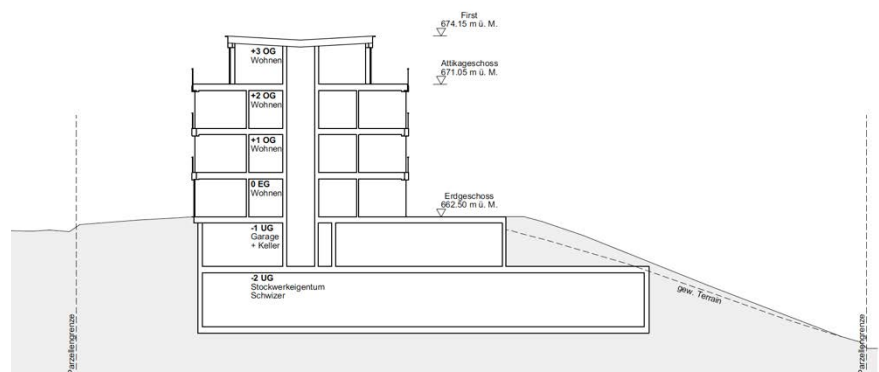 First
674.15 m ü. M.
+3 OG
Wohnen
Attikageschoss
671.05 m ü. M.
+2 OG
Wohnen
+1 OG
Wohnen
0 EG
Wohnen
Erdgeschoss
662.50 m ü. M.
-1 UG
Garage
+ Keller
-2 UG
Stockwerkeigentum
Schwizer
gew. Terrain
Parzellengrenze
Parzellengrenze